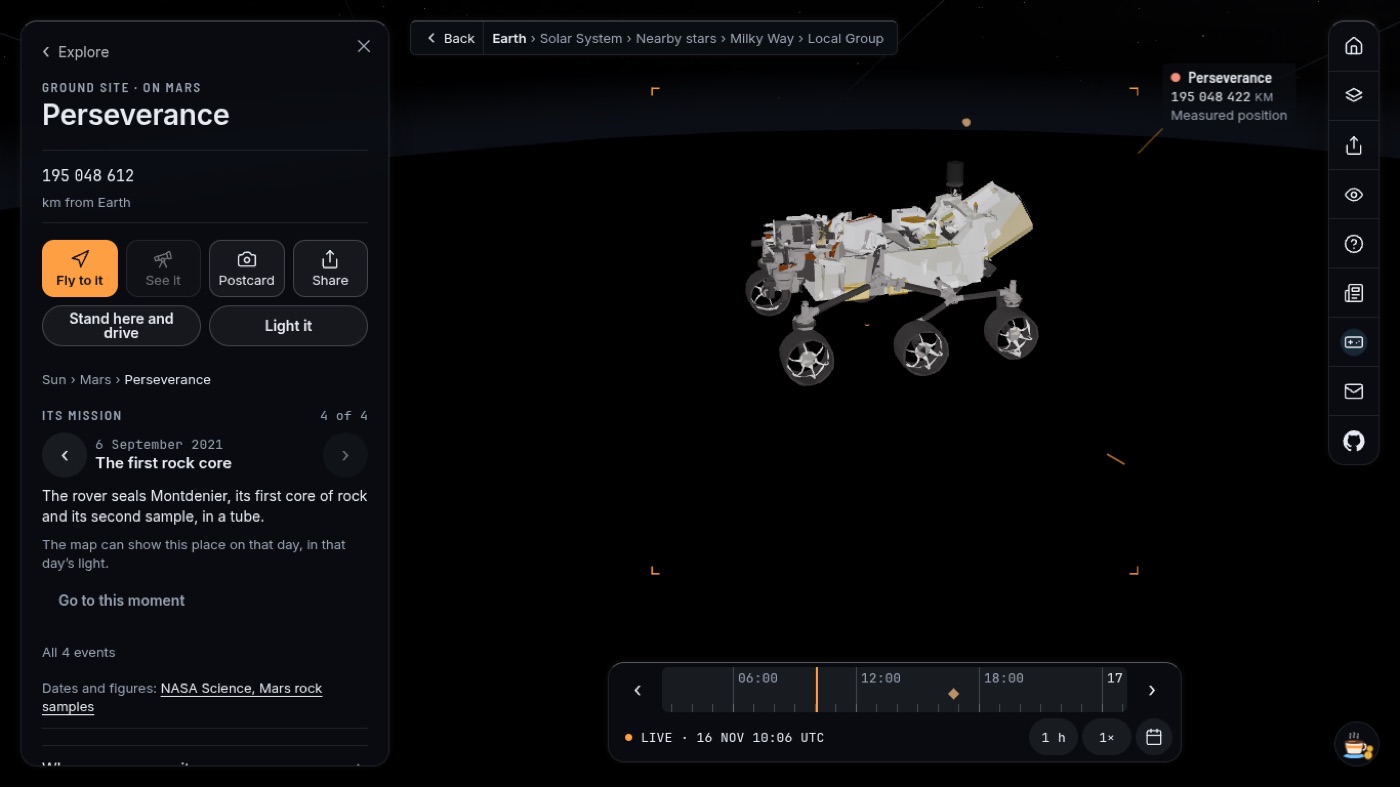 Explore
GROUND SITE · ON MARS
Perseverance
195 048 612
km from Earth
Fly to it
See it
Postcard
Share
Stand here and
drive
Light it
Sun › Mars › Perseverance
ITS MISSION
4 of 4
6 September 2021
The first rock core
The rover seals Montdenier, its first core of rock
and its second sample, in a tube.
The map can show this place on that day, in that
day's light.
Go to this moment
All 4 events
Dates and figures: NASA Science, Mars rock
samples
Back
Earth › Solar System › Nearby stars › Milky Way › Local Group
Perseverance
195 048 422 KM
Measured position
06:00
12:00
18:00
17
LIVE · 16 NOV 10:06 UTC
1 h
1×